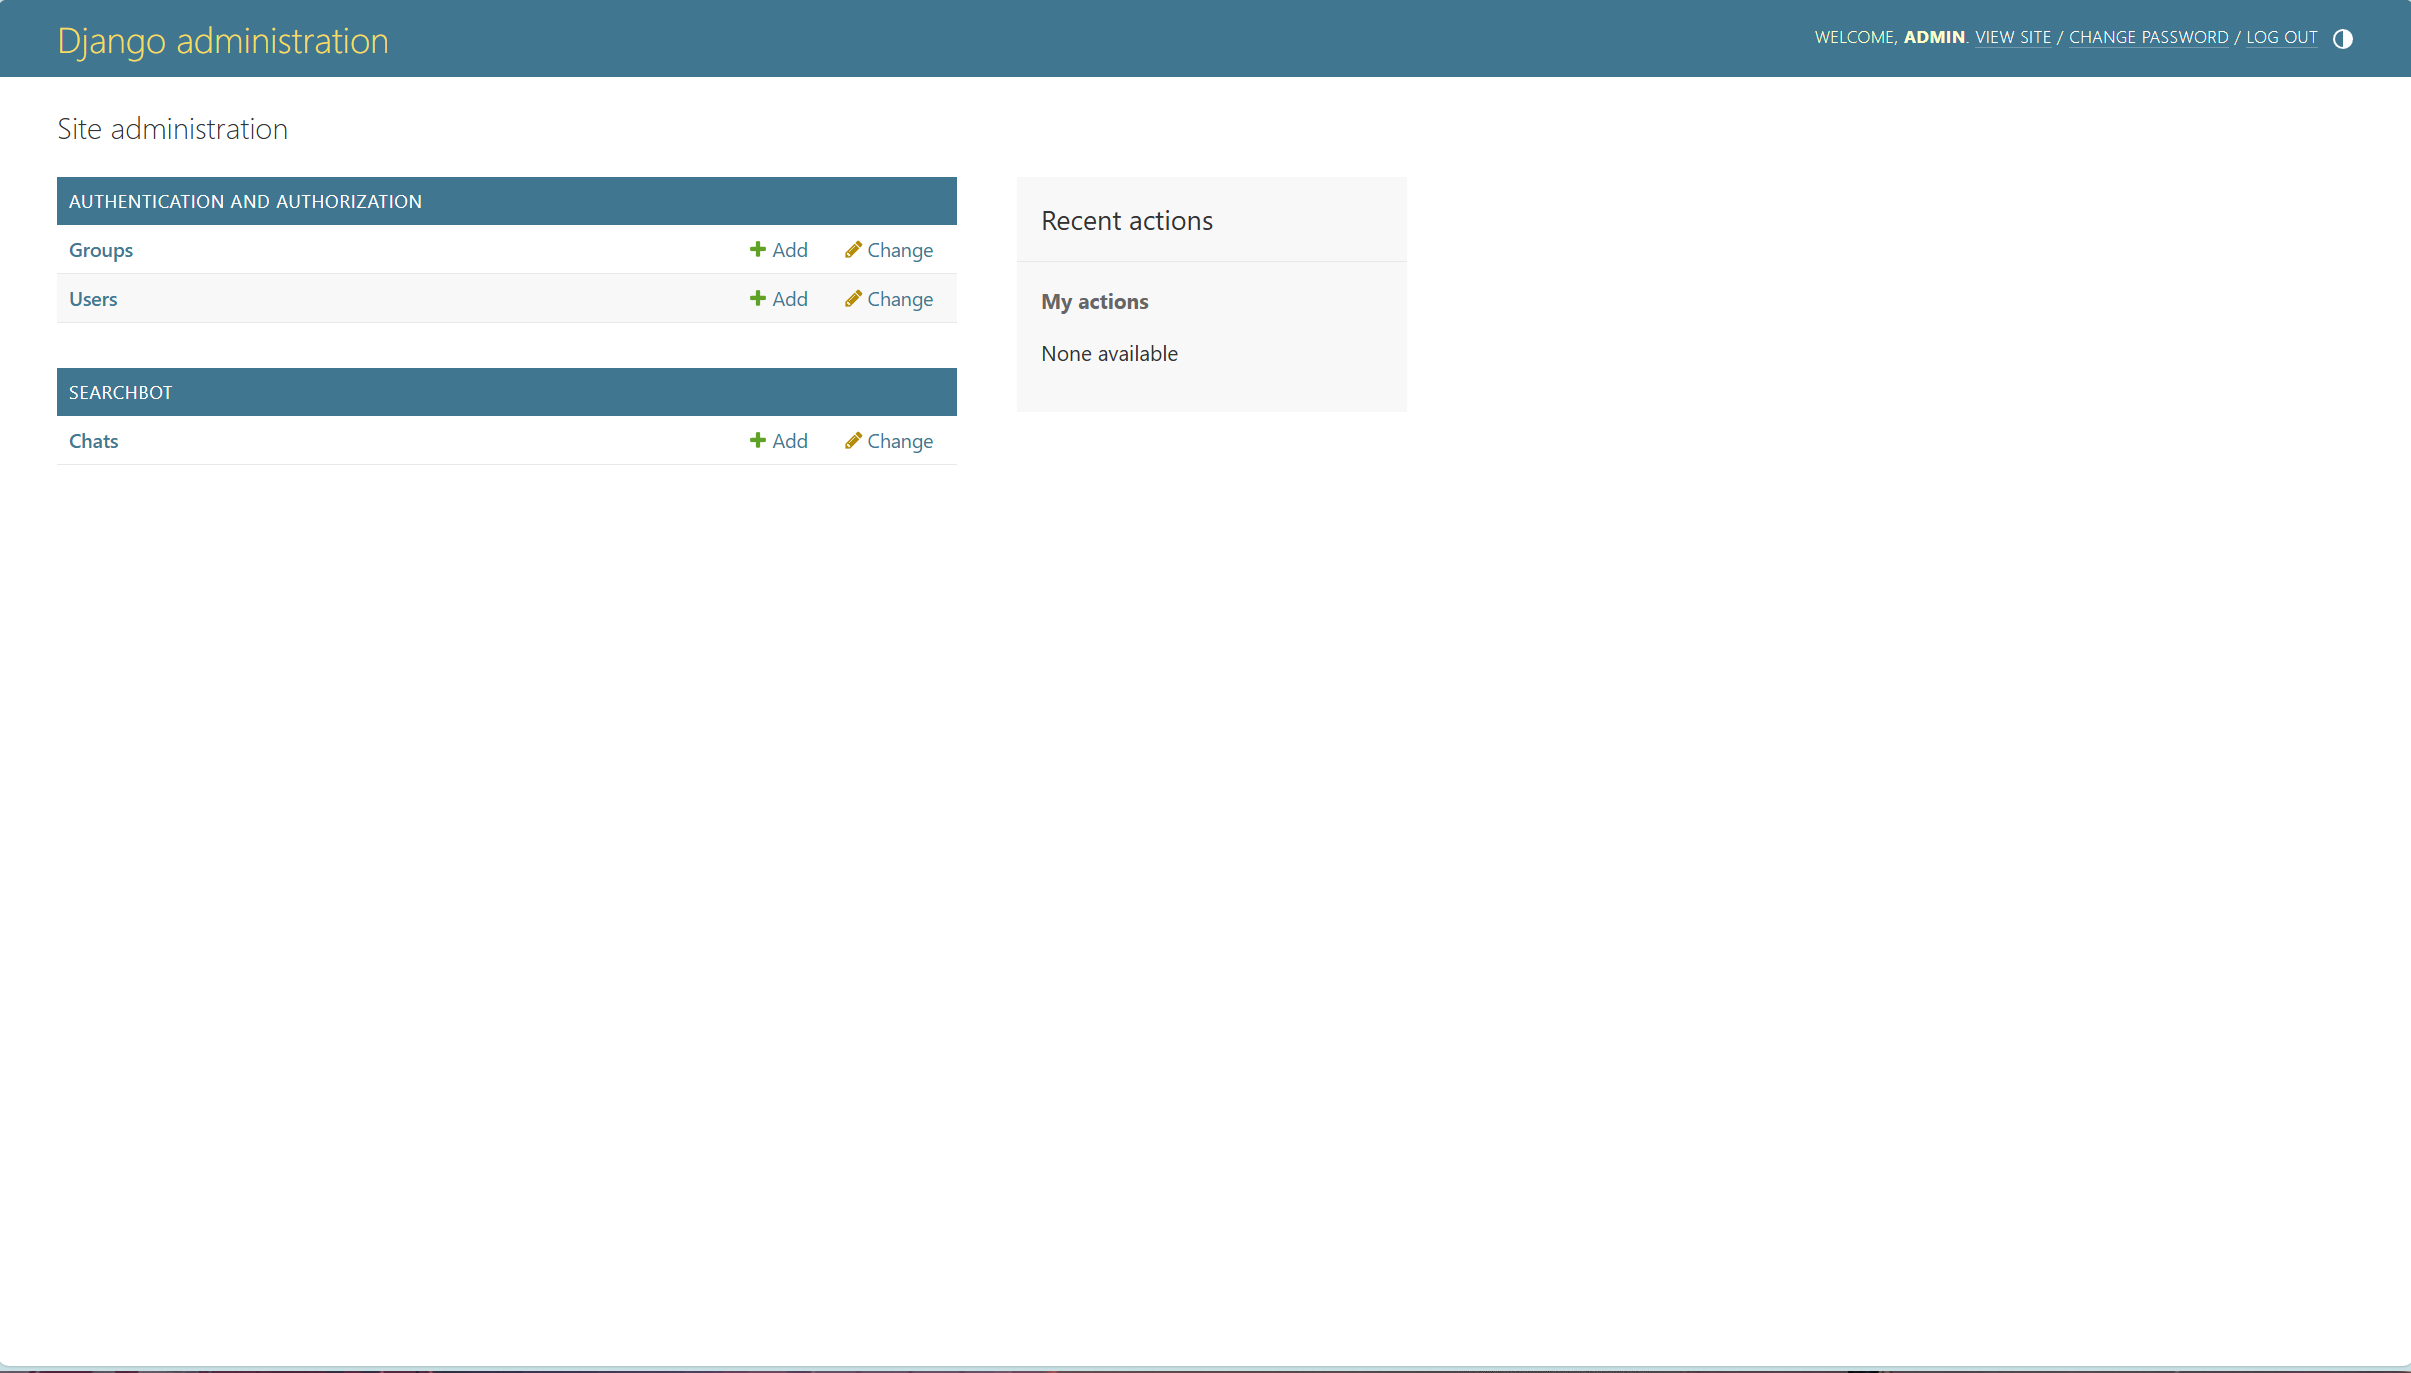 Django administration
WELCOME, ADMIN. VIEW SITE / CHANGE PASSWORD / LOG OUT
Site administration
AUTHENTICATION AND AUTHORIZATION
Groups Add Change
Users Add Change
SEARCHBOT
Chats Add Change
Recent actions
My actions
None available